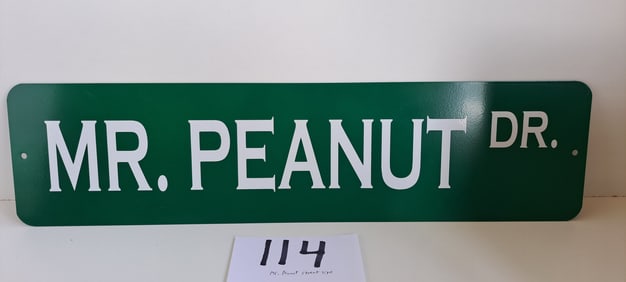 MR. PEANUT DR.
114
Mr. Peanut street sign